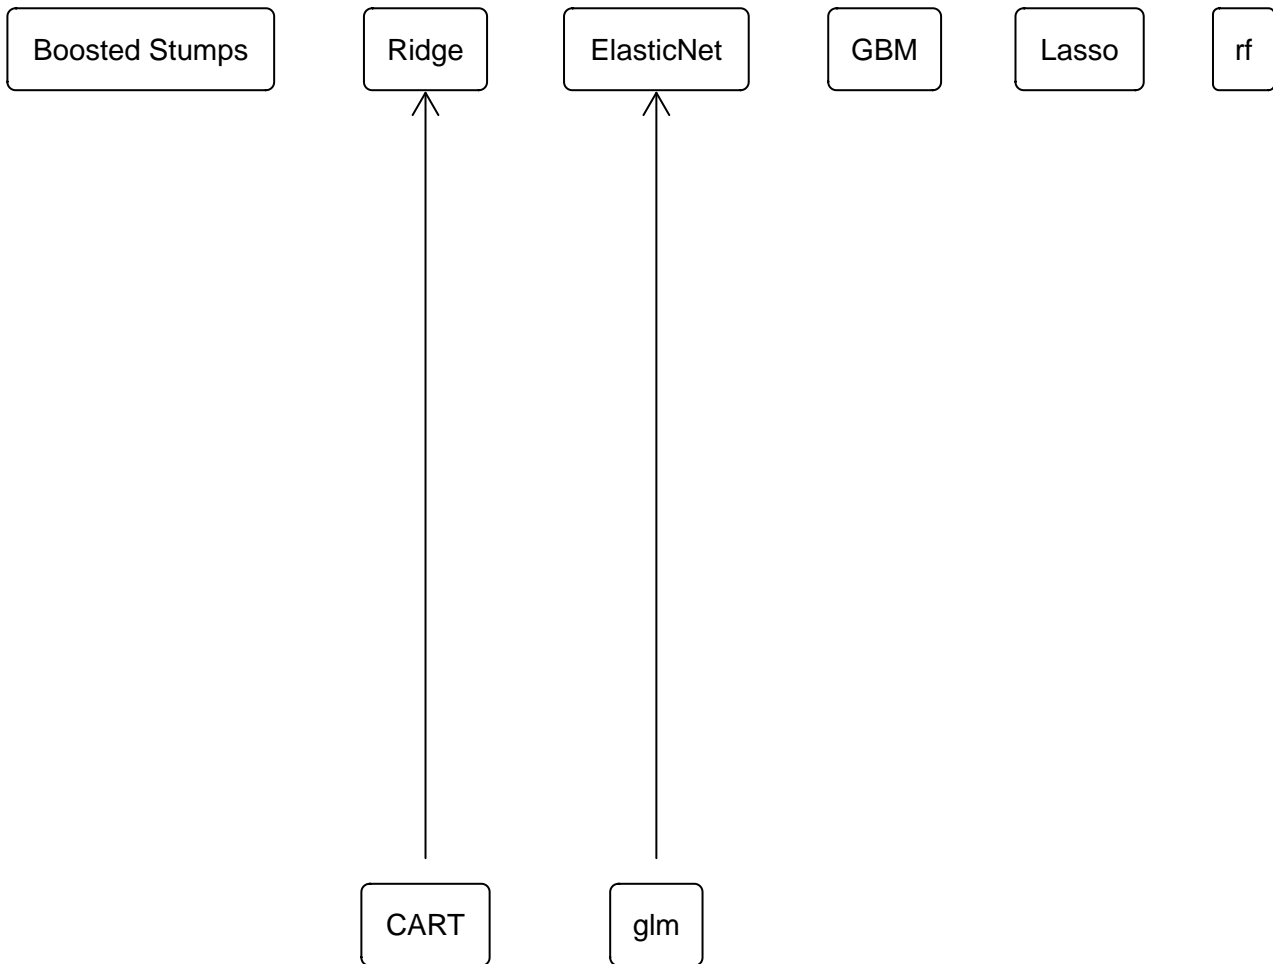 Boosted Stumps
Ridge
ElasticNet
GBM
Lasso
rf
CART
glm